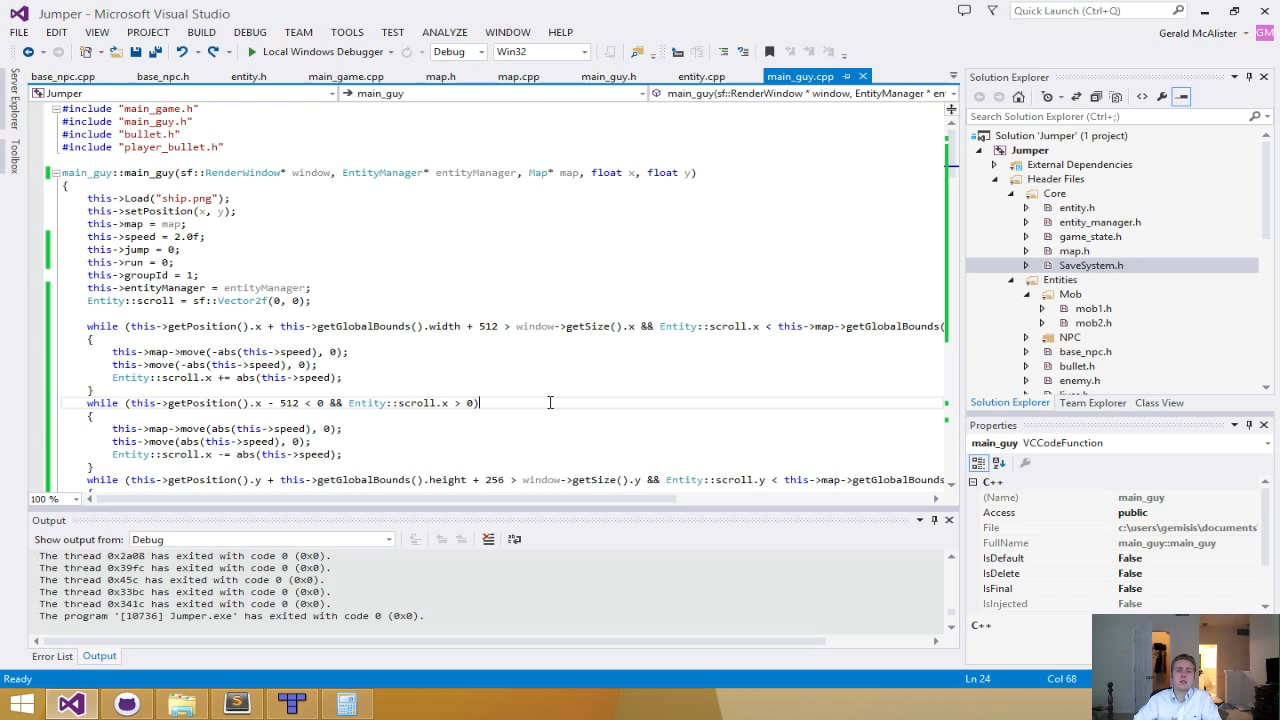 Jumper - Microsoft Visual Studio
Quick Launch (Ctrl+Q)
FILE EDIT VIEW PROJECT BUILD DEBUG TEAM TOOLS TEST ANALYZE WINDOW HELP
Gerald McAlister GM
Local Windows Debugger Debug Win32
Server Explorer
Toolbox
base_npc.cpp base_npc.h entity.h main_game.cpp map.h map.cpp main_guy.h entity.cpp main_guy.cpp
Jumper main_guy main_guy(sf::RenderWindow * window, EntityManager * en
#include "main_game.h"
#include "main_guy.h"
#include "bullet.h"
#include "player_bullet.h"
main_guy::main_guy(sf::RenderWindow* window, EntityManager* entityManager, Map* map, float x, float y)
{
this->Load("ship.png");
this->setPosition(x, y);
this->map = map;
this->speed = 2.0f;
this->jump = 0;
this->run = 0;
this->groupId = 1;
this->entityManager = entityManager;
Entity::scroll = sf::Vector2f(0, 0);
while (this->getPosition().x + this->getGlobalBounds().width + 512 > window->getSize().x && Entity::scroll.x < this->map->getGlobalBounds(
{
this->map->move(-abs(this->speed), 0);
this->move(-abs(this->speed), 0);
Entity::scroll.x += abs(this->speed);
}
while (this->getPosition().x - 512 < 0 && Entity::scroll.x > 0)
{
this->map->move(abs(this->speed), 0);
this->move(abs(this->speed), 0);
Entity::scroll.x -= abs(this->speed);
}
while (this->getPosition().y + this->getGlobalBounds().height + 256 > window->getSize().y && Entity::scroll.y < this->map->getGlobalBounds
100 %
Output
Show output from: Debug
The thread 0x2a08 has exited with code 0 (0x0).
The thread 0x39fc has exited with code 0 (0x0).
The thread 0x45c has exited with code 0 (0x0).
The thread 0x33bc has exited with code 0 (0x0).
The thread 0x341c has exited with code 0 (0x0).
The program '[10736] Jumper.exe' has exited with code 0 (0x0).
Error List Output
Solution Explorer
Search Solution Explorer (Ctrl+;)
Solution 'Jumper' (1 project)
Jumper
External Dependencies
Header Files
Core
entity.h
entity_manager.h
game_state.h
map.h
SaveSystem.h
Entities
Mob
mob1.h
mob2.h
NPC
base_npc.h
bullet.h
enemy.h
Solution Explorer Team Explorer Class View
Properties
main_guy VCCodeFunction
C++
(Name) main_guy
Access public
File c:\users\gemisis\documents
FullName main_guy::main_guy
IsDefault False
IsDelete False
IsFinal False
IsInjected False
C++
Ready Ln 24 Col 68